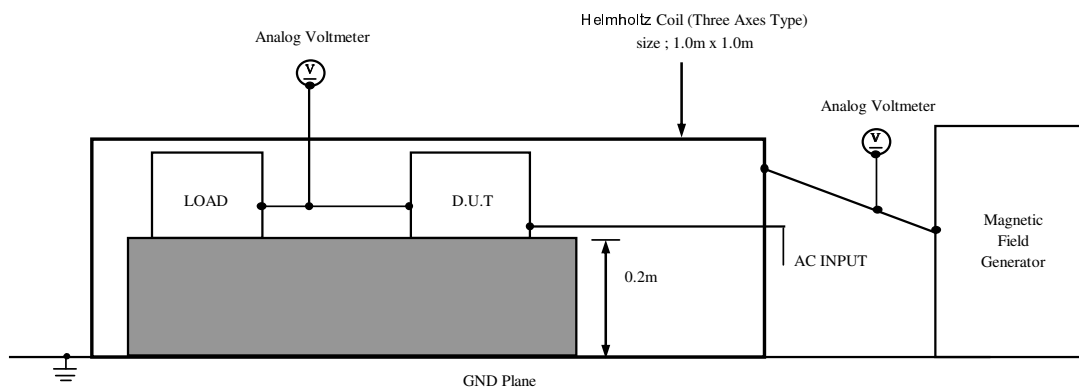 Helmholtz Coil (Three Axes Type)
size ; 1.0m x 1.0m
Analog Voltmeter
V
Analog Voltmeter
V
LOAD
D.U.T
Magnetic
Field
Generator
AC INPUT
0.2m
GND Plane